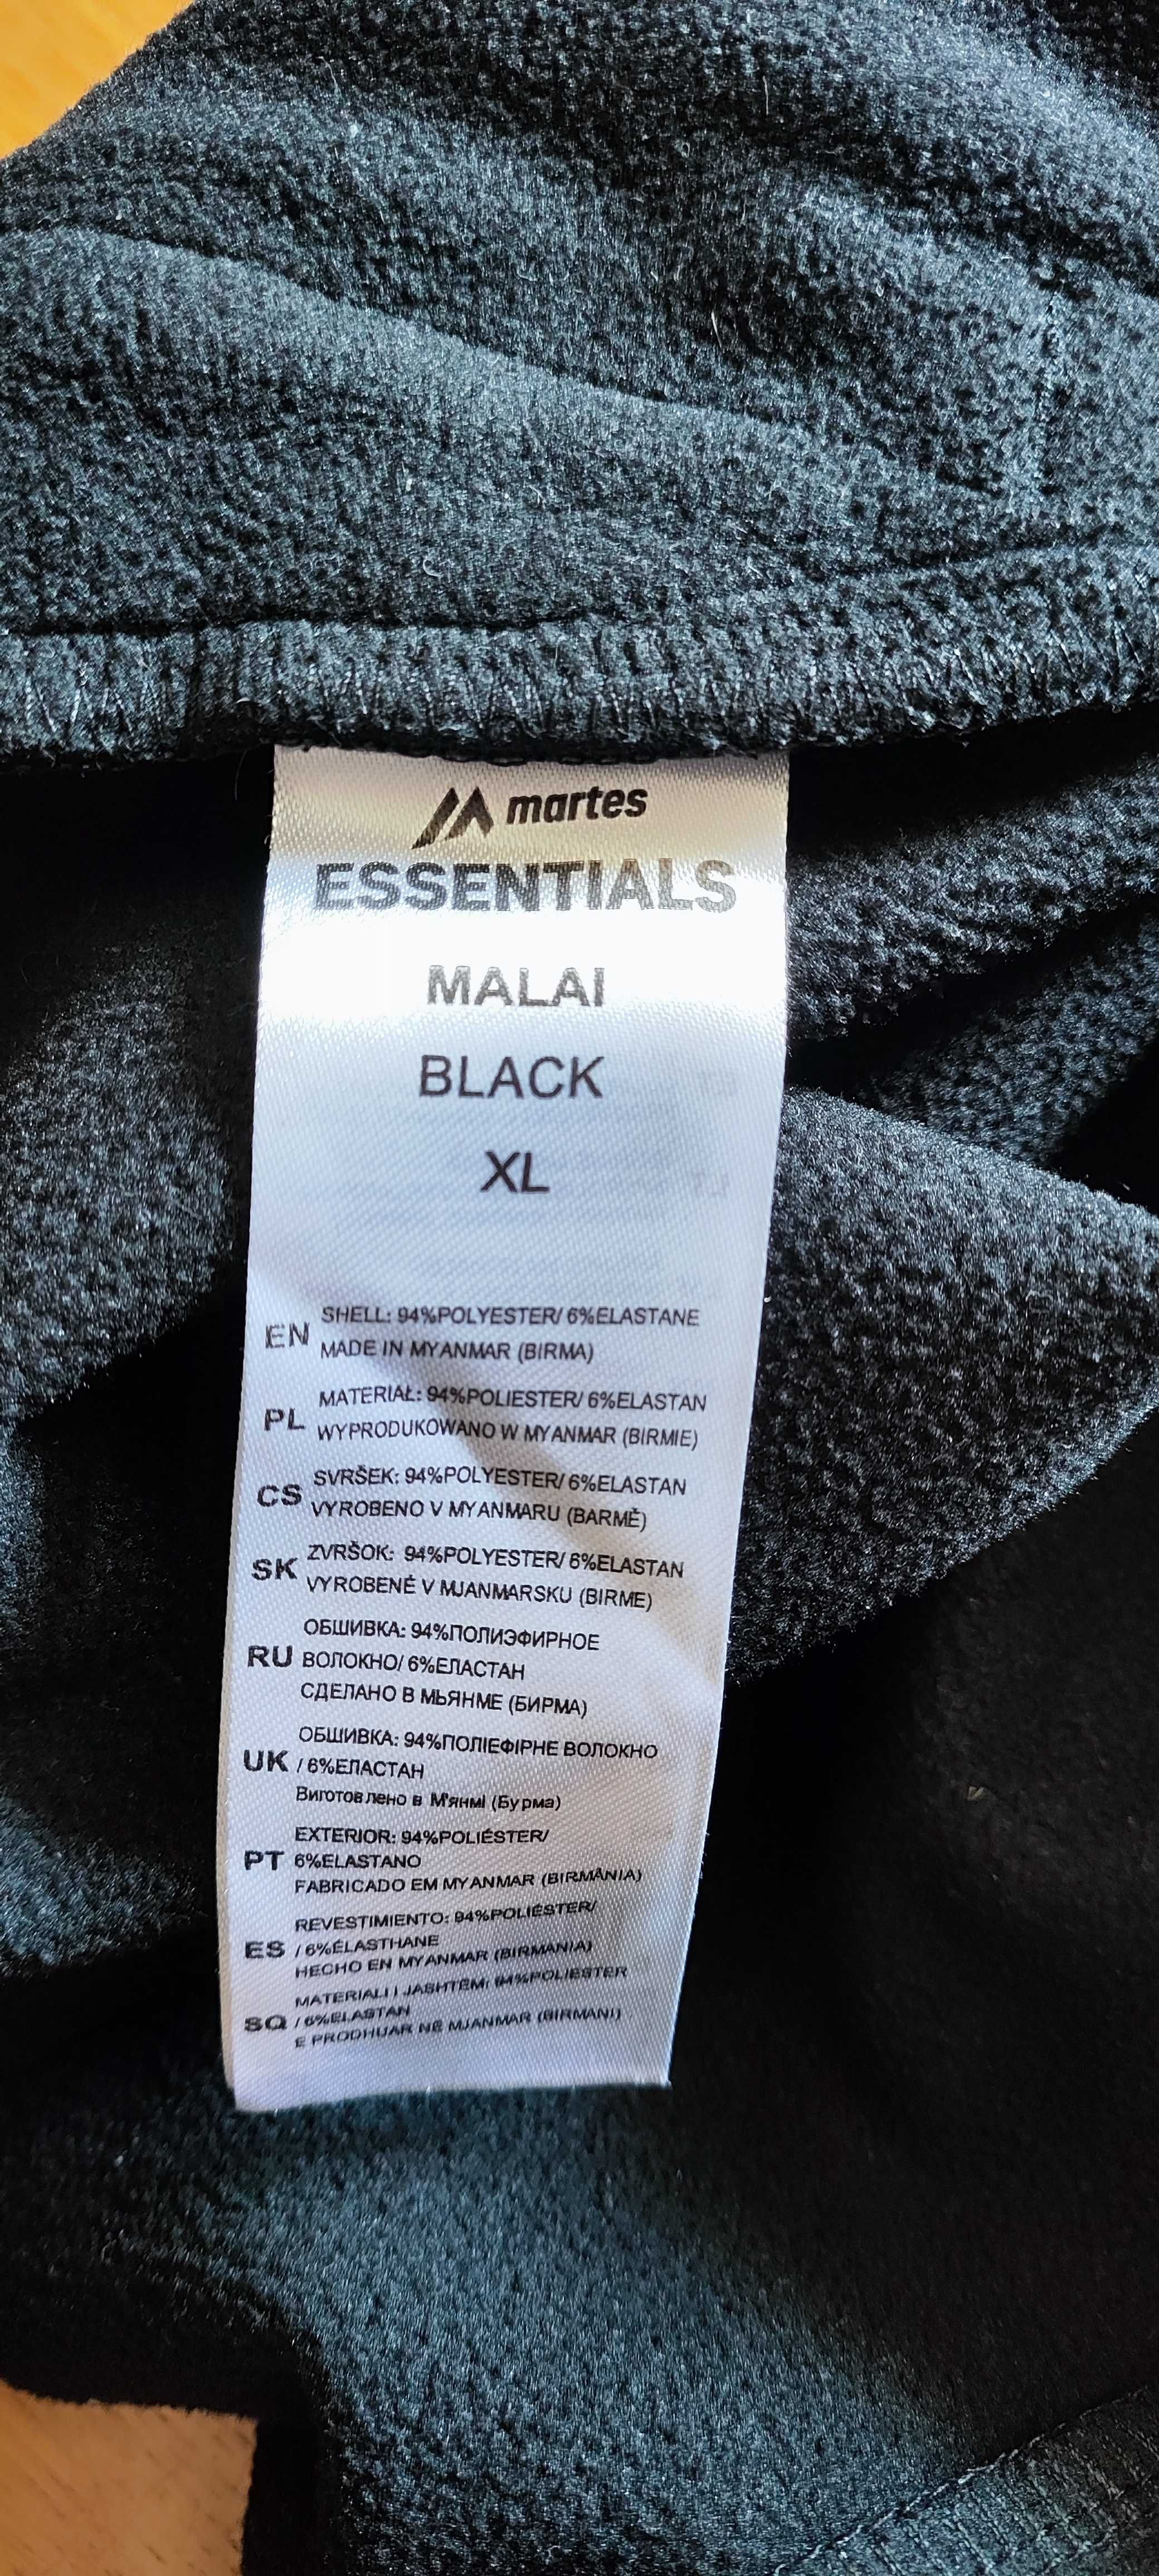 martes
ESSENTIALS
MALAI
BLACK
XL
EN SHELL: 94%POLYESTER/ 6%ELASTANE
MADE IN MYANMAR (BIRMA)
PL MATERIAŁ: 94%POLIESTER/ 6%ELASTAN
WYPRODUKOWANO W MYANMAR (BIRMIE)
CS SVRŠEK: 94%POLYESTER/ 6%ELASTAN
VYROBENO V MYANMARU (BARMĚ)
SK ZVRŠOK: 94%POLYESTER/ 6%ELASTAN
VYROBENÉ V MJANMARSKU (BIRME)
RU ОБШИВКА: 94%ПОЛИЭФИРНОЕ
ВОЛОКНО/ 6%ЕЛАСТАН
СДЕЛАНО В МЬЯНМЕ (БИРМА)
UK ОБШИВКА: 94%ПОЛІЕФІРНЕ ВОЛОКНО
/ 6%ЕЛАСТАН
Виготовлено в М'янмі (Бурма)
PT EXTERIOR: 94%POLIÉSTER/
6%ELASTANO
FABRICADO EM MYANMAR (BIRMÂNIA)
ES REVESTIMIENTO: 94%POLIÉSTER/
/ 6%ELASTHANE
HECHO EN MYANMAR (BIRMANIA)
SQ MATERIALI I JASHTËM: 94%POLIESTER
/ 6%ELASTAN
E PRODHUAR NË MJANMAR (BIRMANI)